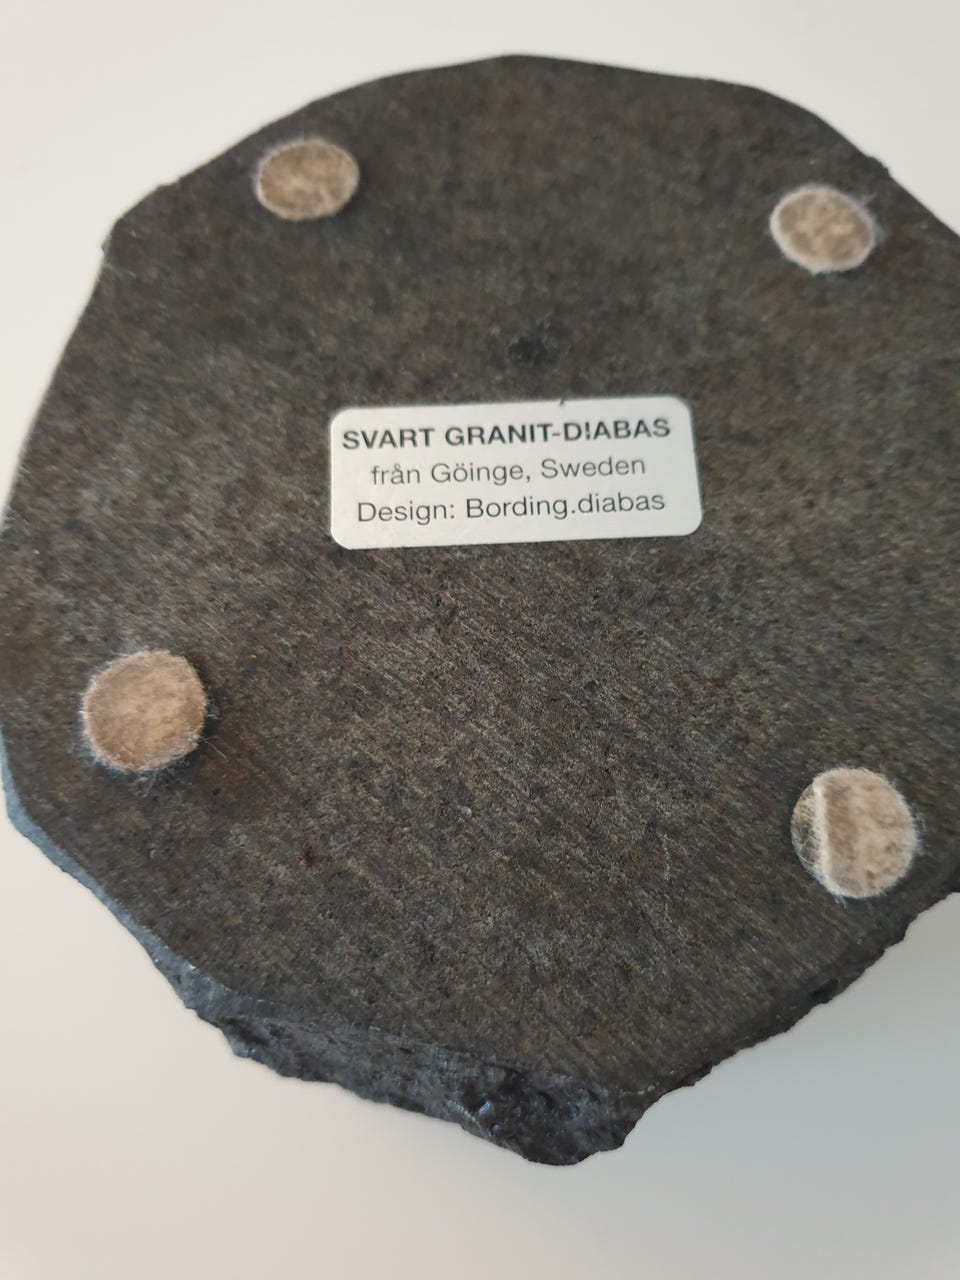 SVART GRANIT-DIABAS
från Göinge, Sweden
Design: Bording.diabas